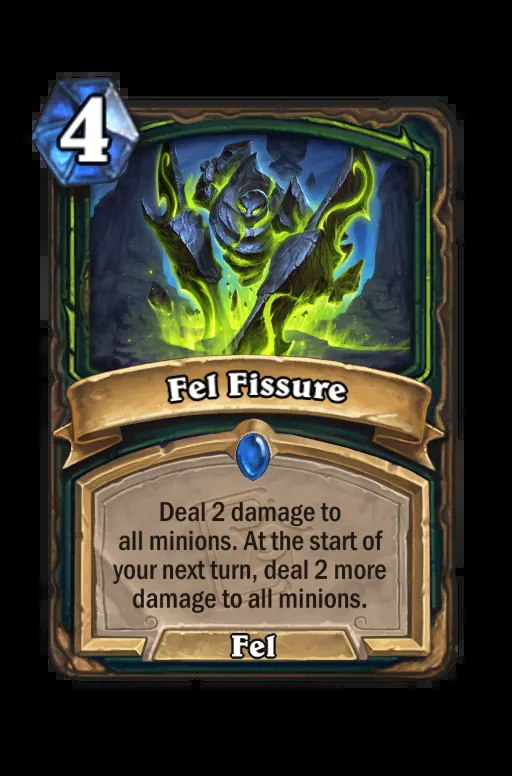 4
Fel Fissure
Deal 2 damage to
all minions. At the start of
your next turn, deal 2 more
damage to all minions.
Fel